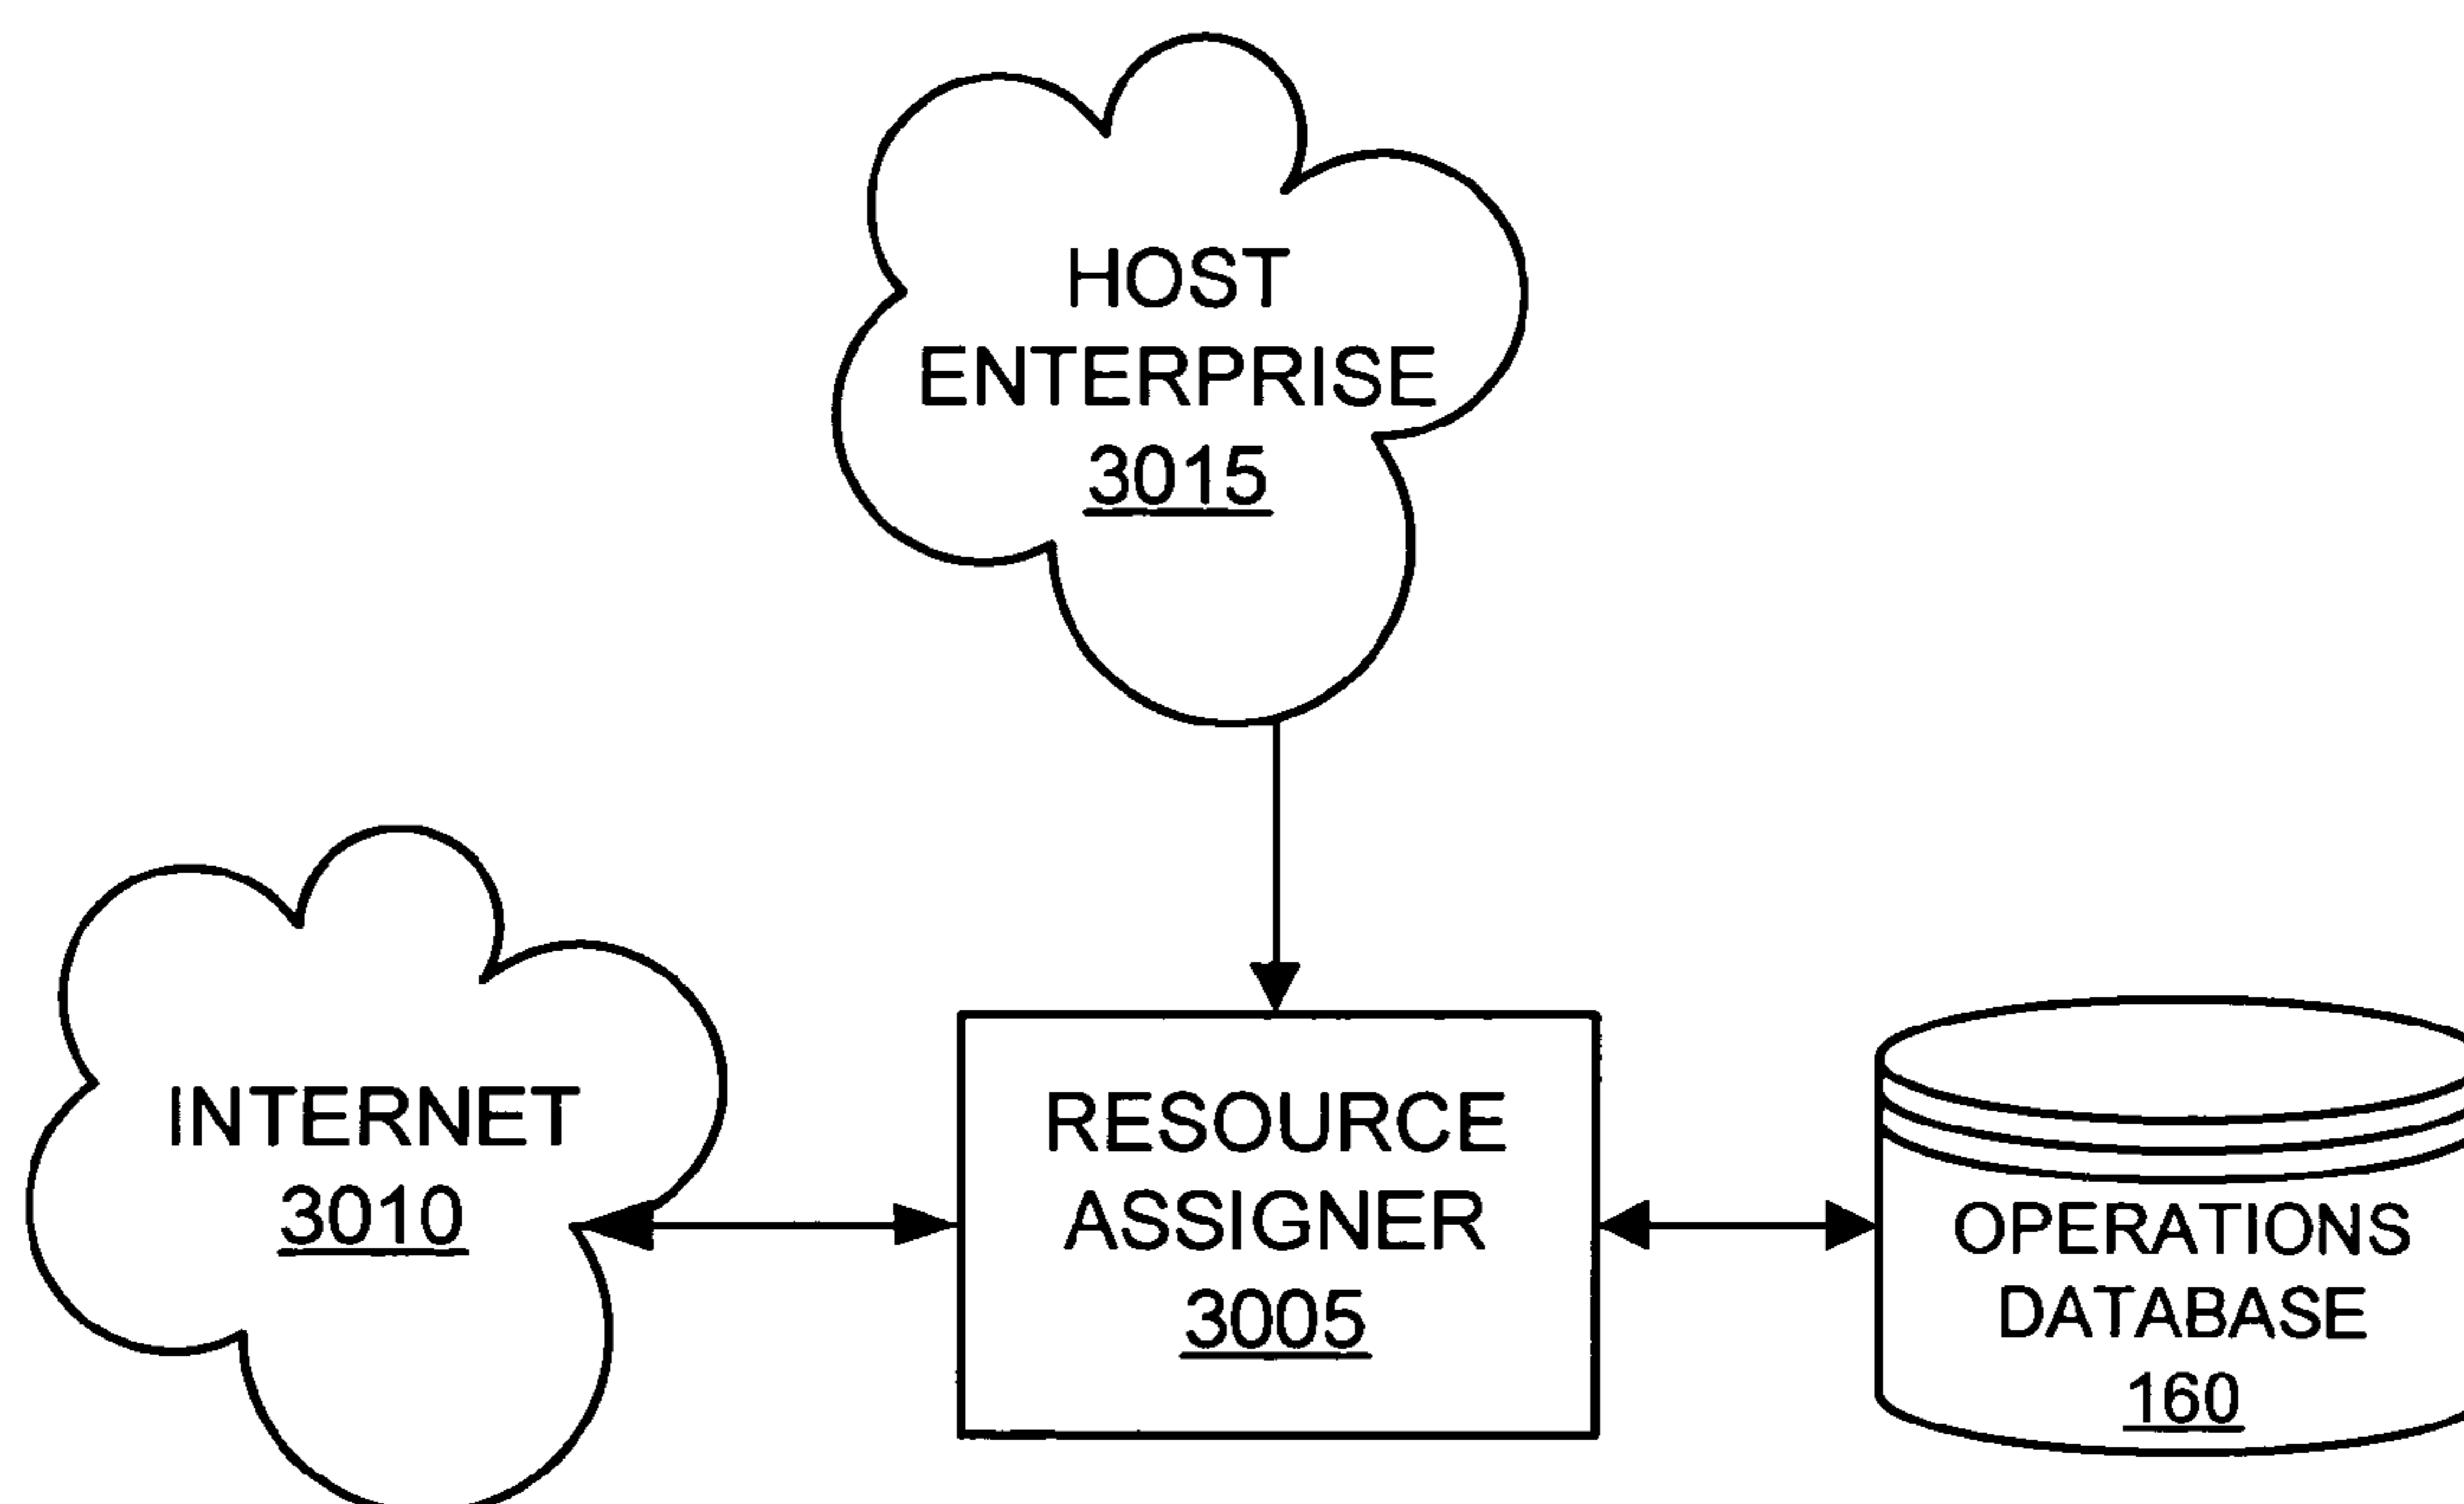 HOST
ENTERPRISE
3015
INTERNET
3010
RESOURCE
ASSIGNER
3005
OPERATIONS
DATABASE
160